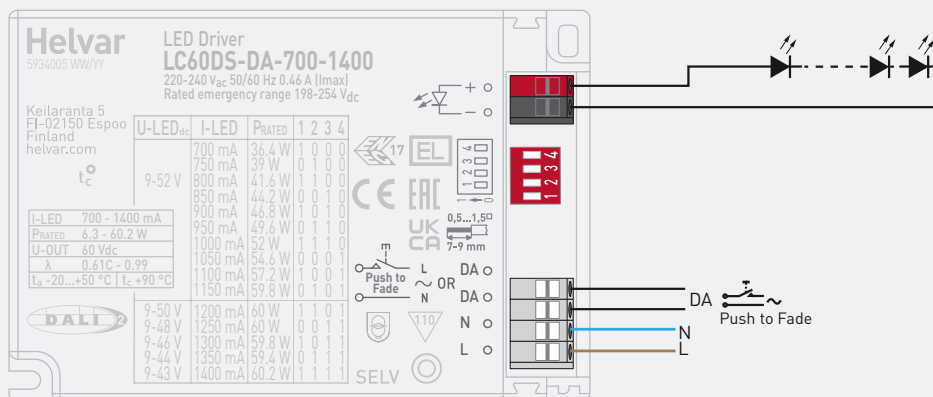 Helvar
5934005 WW/YY
LED Driver
LC60DS-DA-700-1400
220-240 Vac 50/60 Hz 0.46 A (Imax)
Rated emergency range 198-254 Vdc
Keilaranta 5
FI-02150 Espoo
Finland
helvar.com
tc
I-LED 700 - 1400 mA
PRATED 6.3 - 60.2 W
U-OUT 60 Vdc
λ 0.61C - 0.99
ta -20...+50 °C tc +90 °C
DALI 2
U-LEDdc I-LED PRATED 1 2 3 4
9-52 V
700 mA 36.4 W 1 0 0 0
750 mA 39 W 0 1 0 0
800 mA 41.6 W 1 1 0 0
850 mA 44.2 W 0 0 1 0
900 mA 46.8 W 1 0 1 0
950 mA 49.6 W 0 1 1 0
1000 mA 52 W 1 1 1 0
1050 mA 54.6 W 0 0 0 1
1100 mA 57.2 W 1 0 0 1
1150 mA 59.8 W 0 1 0 1
9-50 V 1200 mA 60 W 1 1 0 1
9-48 V 1250 mA 60 W 0 0 1 1
9-46 V 1300 mA 59.8 W 1 0 1 1
9-44 V 1350 mA 59.4 W 0 1 1 1
9-43 V 1400 mA 60.2 W 1 1 1 1
+
-
17
EL
CE
EAC
UK
CA
1 2 3 4
1 0
0,5...1,5
7-9 mm
Push to
Fade
L
N
~ OR
DA
DA
N
L
110
SELV
1 2 3 4
DA
~
Push to Fade
N
L